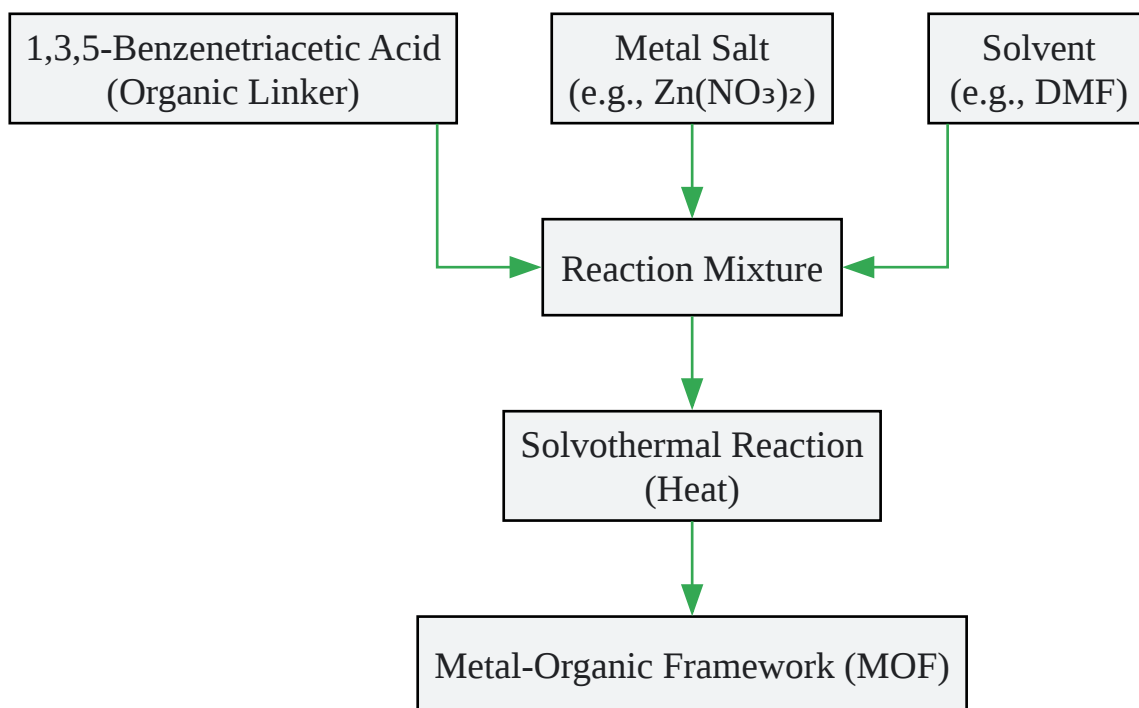 1,3,5-Benzenetriacetic Acid
(Organic Linker)
Metal Salt
(e.g., Zn(NO₃)₂)
Solvent
(e.g., DMF)
Reaction Mixture
Solvothermal Reaction
(Heat)
Metal-Organic Framework (MOF)